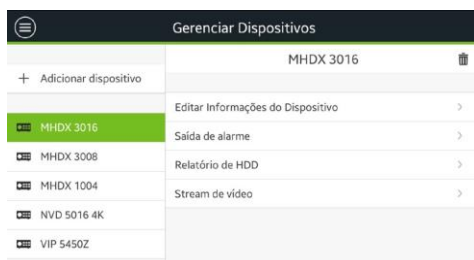 Gerenciar Dispositivos
MHDX 3016
+ Adicionar dispositivo
Editar Informações do Dispositivo
MHDX 3016
Saída de alarme
MHDX 3008
Relatório de HDD
MHDX 1004
Stream de vídeo
NVD 5016 4K
VIP 5450Z